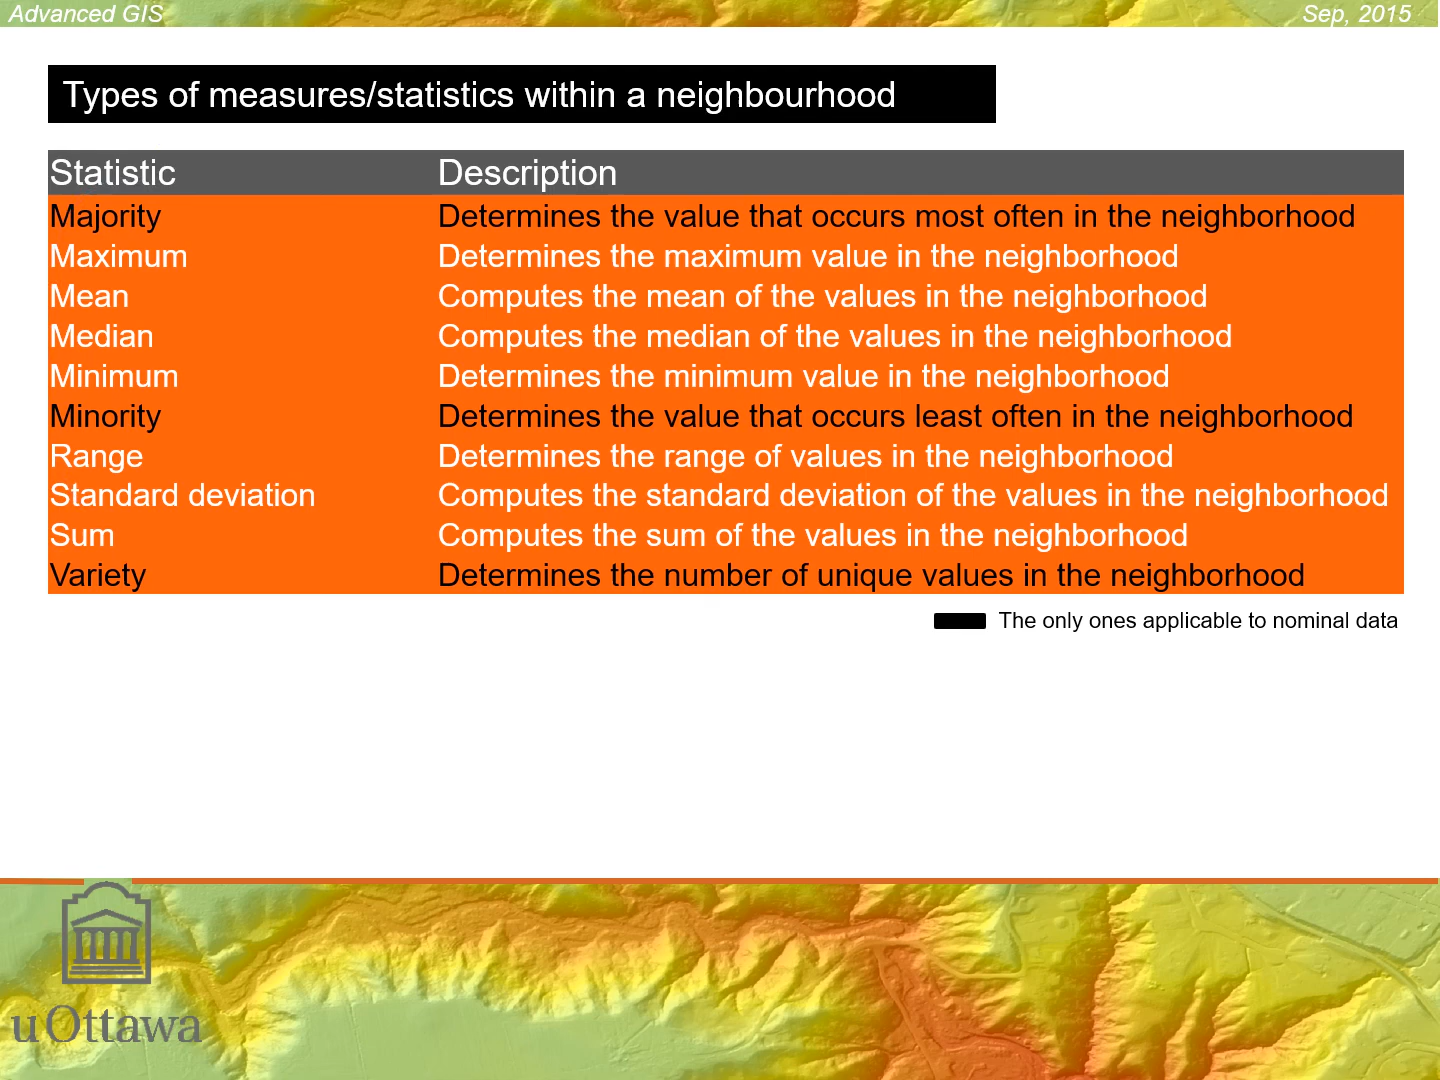 Advanced GIS Sep, 2015
Types of measures/statistics within a neighbourhood
Statistic Description
Majority Determines the value that occurs most often in the neighborhood
Maximum Determines the maximum value in the neighborhood
Mean Computes the mean of the values in the neighborhood
Median Computes the median of the values in the neighborhood
Minimum Determines the minimum value in the neighborhood
Minority Determines the value that occurs least often in the neighborhood
Range Determines the range of values in the neighborhood
Standard deviation Computes the standard deviation of the values in the neighborhood
Sum Computes the sum of the values in the neighborhood
Variety Determines the number of unique values in the neighborhood
The only ones applicable to nominal data
uOttawa